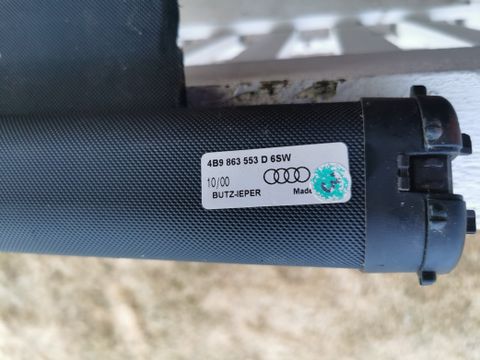 4B9 863 553 D 6SW
10/00
Made
BUTZ-IEPER